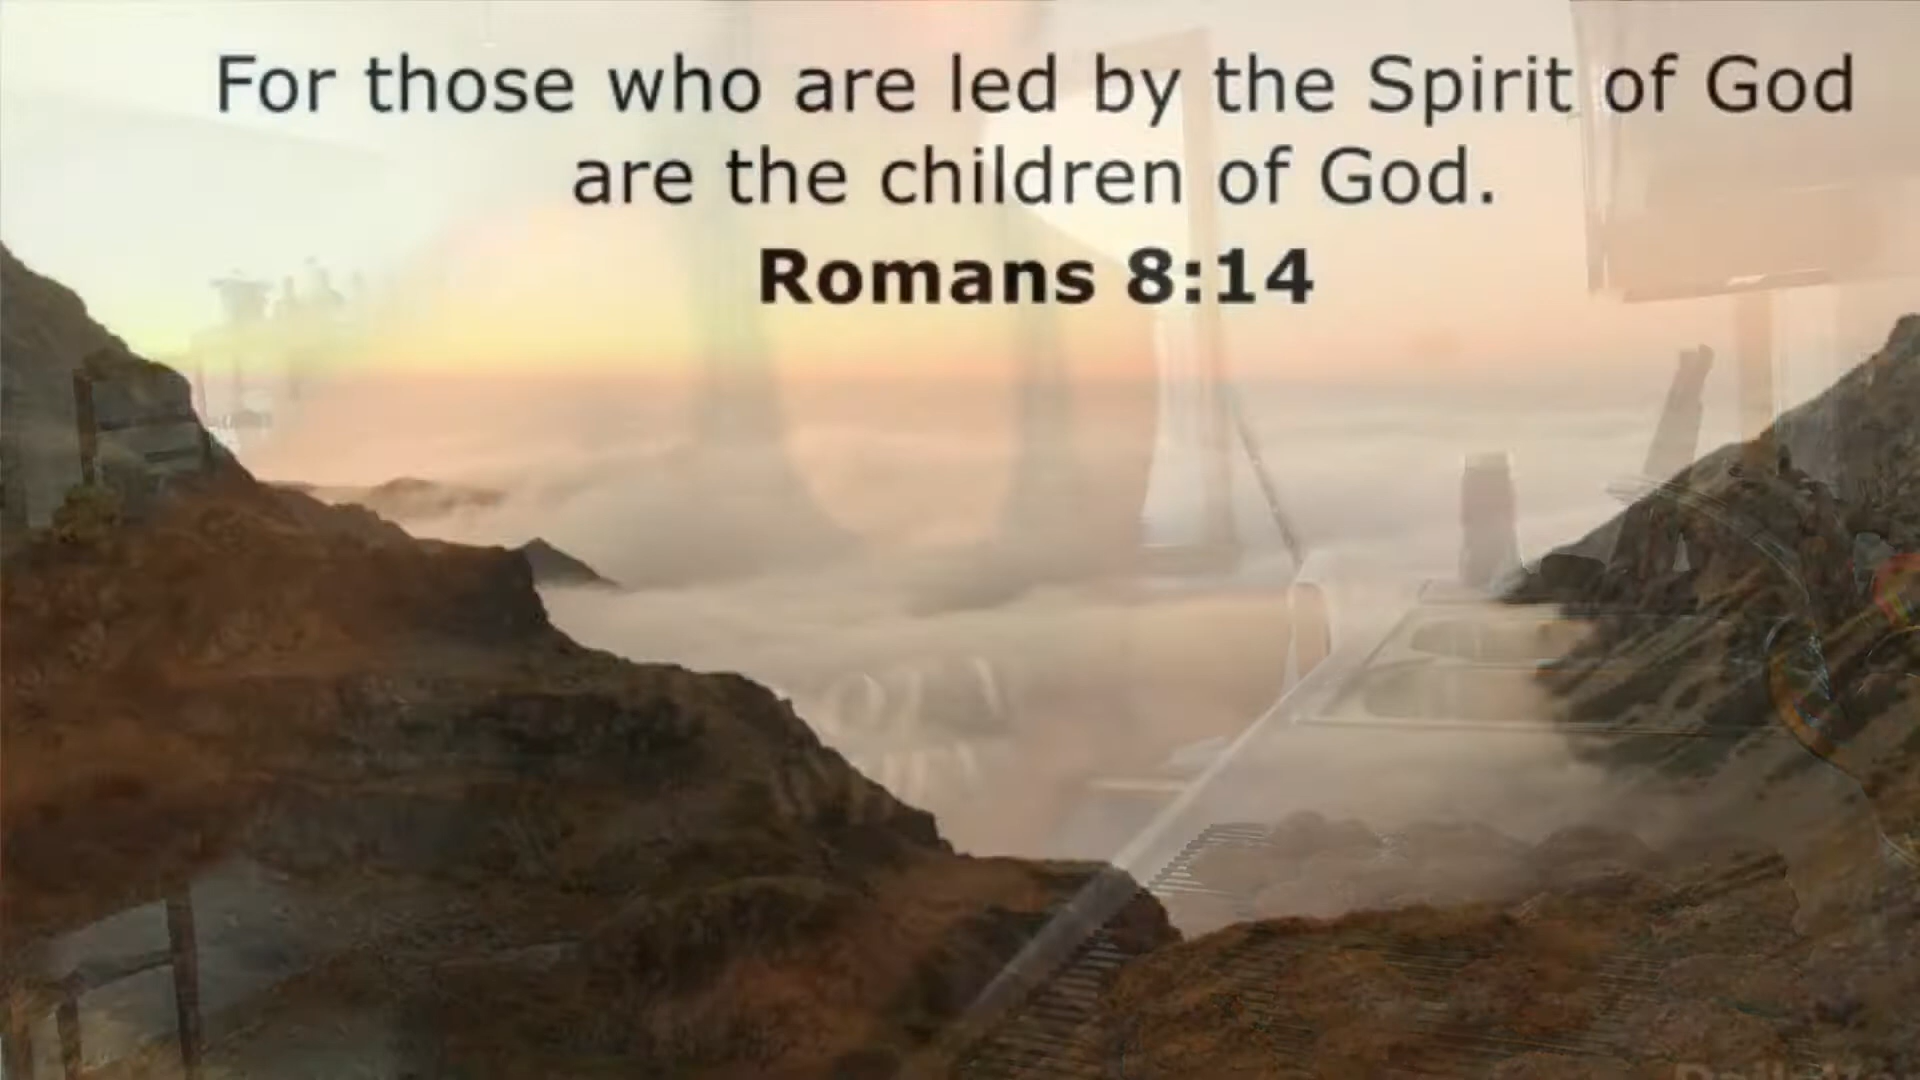 For those who are led by the Spirit of God
are the children of God.
Romans 8:14